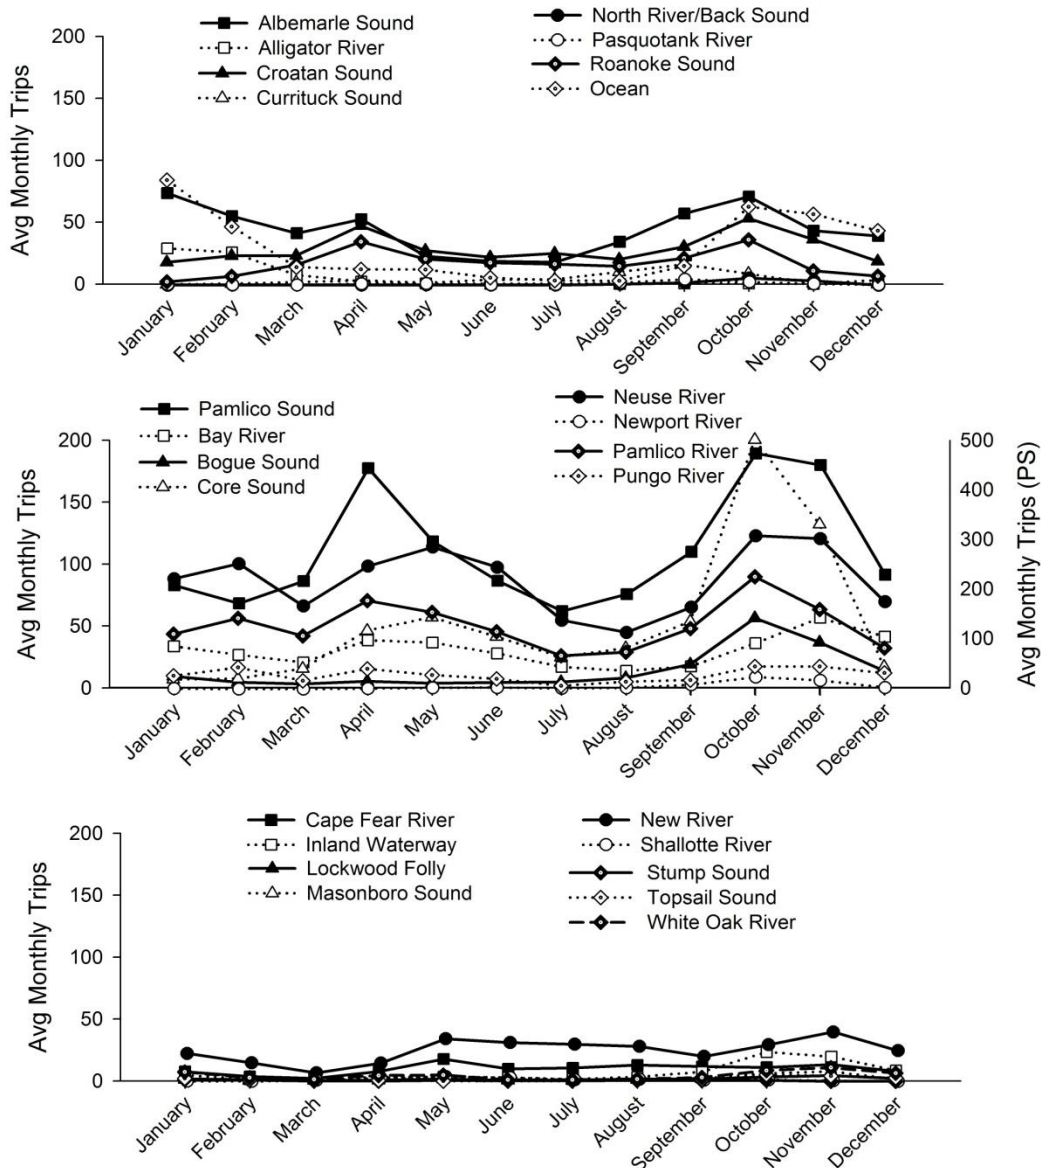 Albemarle Sound
Alligator River
Croatan Sound
Currituck Sound
North River/Back Sound
Pasquotank River
Roanoke Sound
Ocean
Avg Monthly Trips
200
150
100
50
0
January
February
March
April
May
June
July
August
September
October
November
December
Pamlico Sound
Bay River
Bogue Sound
Core Sound
Neuse River
Newport River
Pamlico River
Pungo River
Avg Monthly Trips
200
150
100
50
0
500
400
300
200
100
0
Avg Monthly Trips (PS)
January
February
March
April
May
June
July
August
September
October
November
December
Cape Fear River
Inland Waterway
Lockwood Folly
Masonboro Sound
New River
Shallotte River
Stump Sound
Topsail Sound
White Oak River
Avg Monthly Trips
200
150
100
50
0
January
February
March
April
May
June
July
August
September
October
November
December